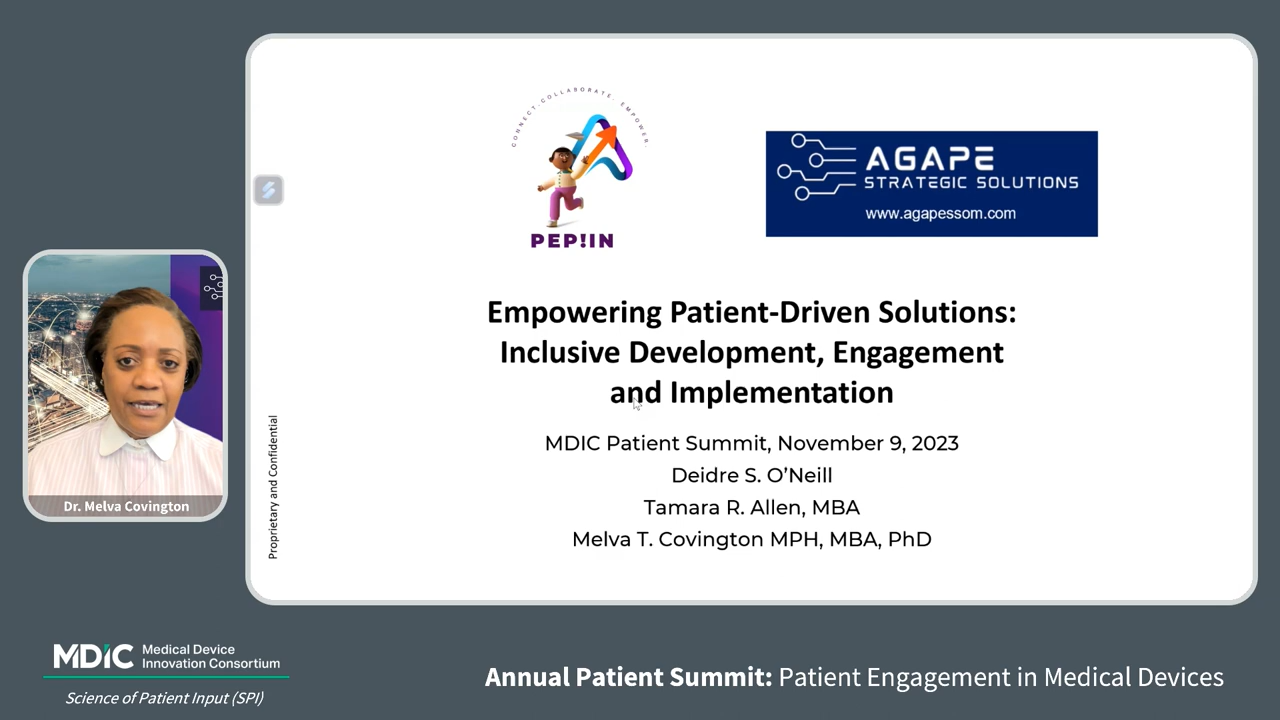 CONNECT. COLLABORATE. EMPOWER.
PEP!IN
AGAPE
STRATEGIC SOLUTIONS
www.agapessom.com
Empowering Patient-Driven Solutions:
Inclusive Development, Engagement
and Implementation
MDIC Patient Summit, November 9, 2023
Deidre S. O’Neill
Tamara R. Allen, MBA
Melva T. Covington MPH, MBA, PhD
Proprietary and Confidential
Dr. Melva Covington
MDIC
Medical Device
Innovation Consortium
Science of Patient Input (SPI)
Annual Patient Summit: Patient Engagement in Medical Devices